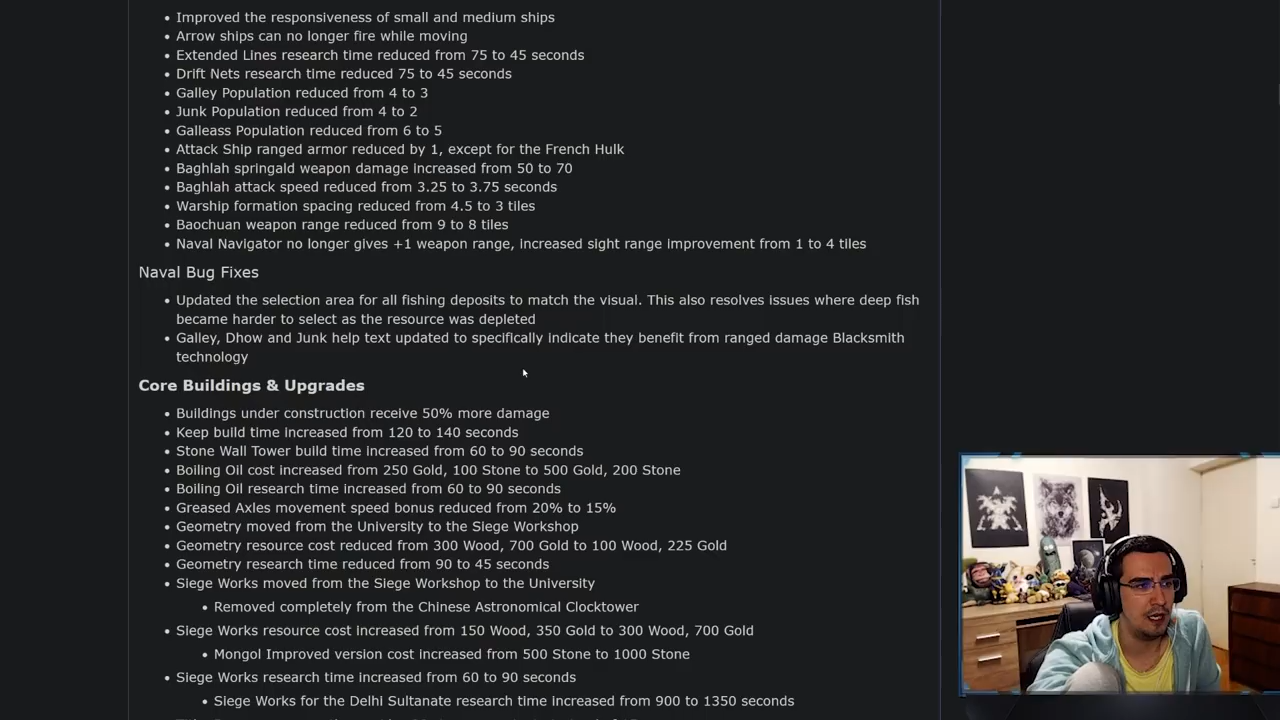 Improved the responsiveness of small and medium ships
Arrow ships can no longer fire while moving
Extended Lines research time reduced from 75 to 45 seconds
Drift Nets research time reduced 75 to 45 seconds
Galley Population reduced from 4 to 3
Junk Population reduced from 4 to 2
Galleass Population reduced from 6 to 5
Attack Ship ranged armor reduced by 1, except for the French Hulk
Baghlah springald weapon damage increased from 50 to 70
Baghlah attack speed reduced from 3.25 to 3.75 seconds
Warship formation spacing reduced from 4.5 to 3 tiles
Baochuan weapon range reduced from 9 to 8 tiles
Naval Navigator no longer gives +1 weapon range, increased sight range improvement from 1 to 4 tiles
Naval Bug Fixes
Updated the selection area for all fishing deposits to match the visual. This also resolves issues where deep fish
became harder to select as the resource was depleted
Galley, Dhow and Junk help text updated to specifically indicate they benefit from ranged damage Blacksmith
technology
Core Buildings & Upgrades
Buildings under construction receive 50% more damage
Keep build time increased from 120 to 140 seconds
Stone Wall Tower build time increased from 60 to 90 seconds
Boiling Oil cost increased from 250 Gold, 100 Stone to 500 Gold, 200 Stone
Boiling Oil research time increased from 60 to 90 seconds
Greased Axles movement speed bonus reduced from 20% to 15%
Geometry moved from the University to the Siege Workshop
Geometry resource cost reduced from 300 Wood, 700 Gold to 100 Wood, 225 Gold
Geometry research time reduced from 90 to 45 seconds
Siege Works moved from the Siege Workshop to the University
Removed completely from the Chinese Astronomical Clocktower
Siege Works resource cost increased from 150 Wood, 350 Gold to 300 Wood, 700 Gold
Mongol Improved version cost increased from 500 Stone to 1000 Stone
Siege Works research time increased from 60 to 90 seconds
Siege Works for the Delhi Sultanate research time increased from 900 to 1350 seconds